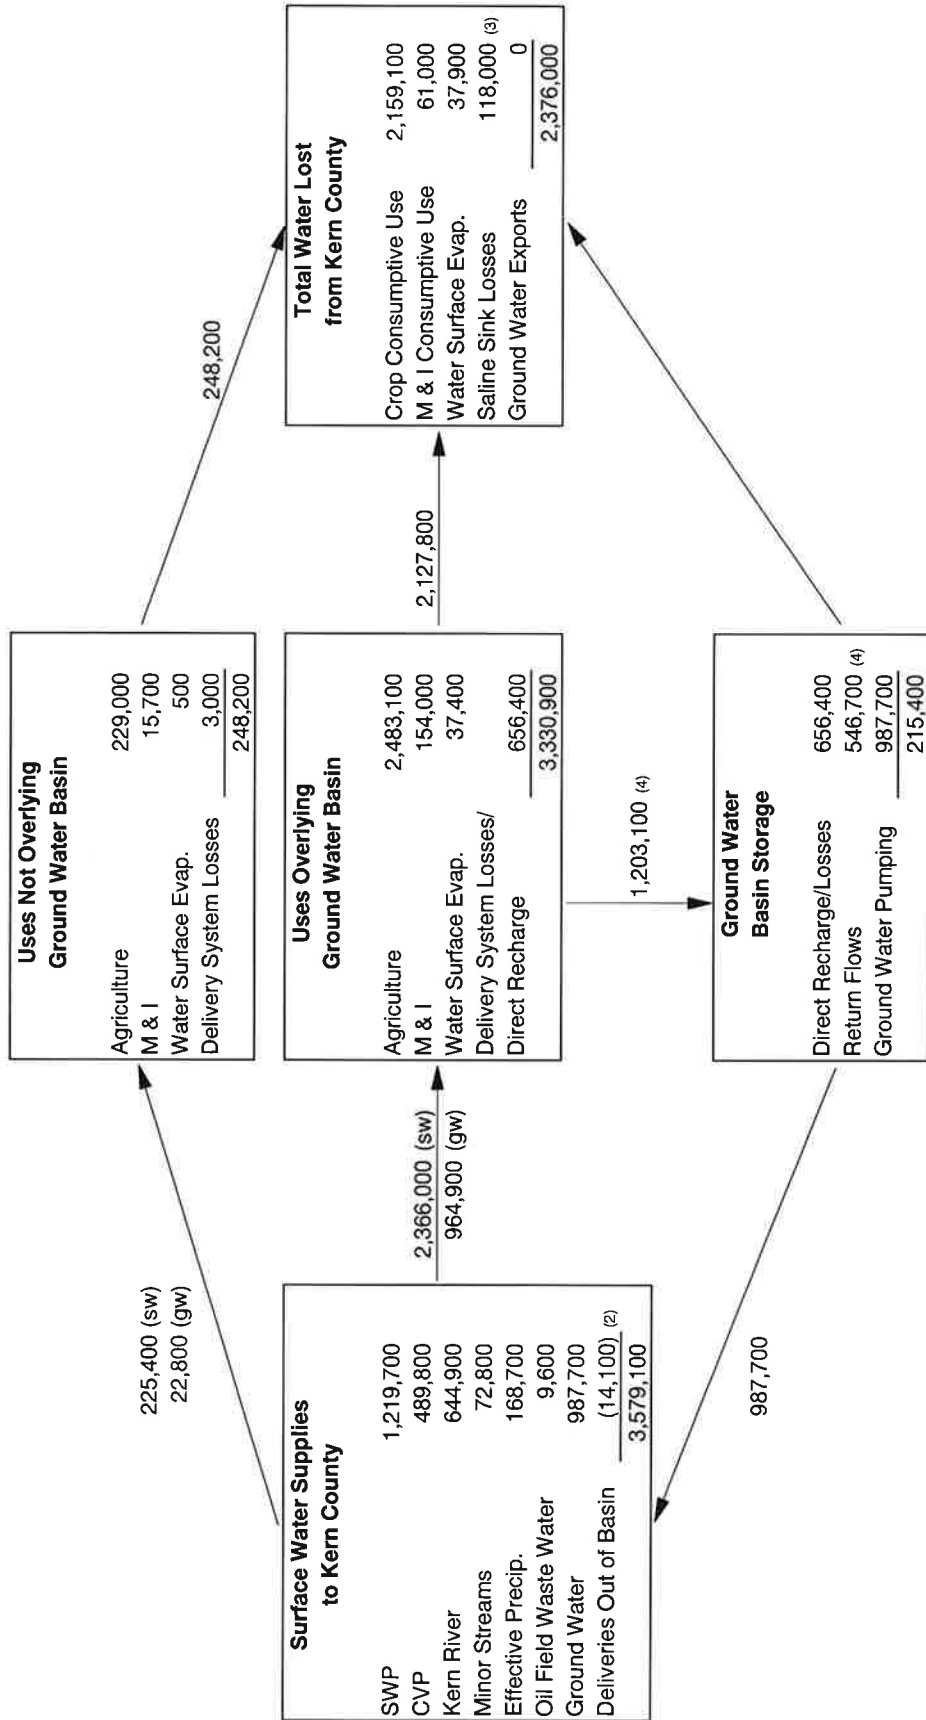 Surface Water Supplies
to Kern County
SWP 1,219,700
CVP 489,800
Kern River 644,900
Minor Streams 72,800
Effective Precip. 168,700
Oil Field Waste Water 9,600
Ground Water 987,700
Deliveries Out of Basin (14,100) (2)
3,579,100
225,400 (sw)
22,800 (gw)
2,366,000 (sw)
964,900 (gw)
987,700
Uses Not Overlying
Ground Water Basin
Agriculture 229,000
M & I 15,700
Water Surface Evap. 500
Delivery System Losses 3,000
248,200
Uses Overlying
Ground Water Basin
Agriculture 2,483,100
M & I 154,000
Water Surface Evap. 37,400
Delivery System Losses/
Direct Recharge 656,400
3,330,900
1,203,100 (4)
Ground Water
Basin Storage
Direct Recharge/Losses 656,400
Return Flows 546,700 (4)
Ground Water Pumping 987,700
215,400
248,200
2,127,800
Total Water Lost
from Kern County
Crop Consumptive Use 2,159,100
M & I Consumptive Use 61,000
Water Surface Evap. 37,900
Saline Sink Losses 118,000 (3)
Ground Water Exports 0
2,376,000